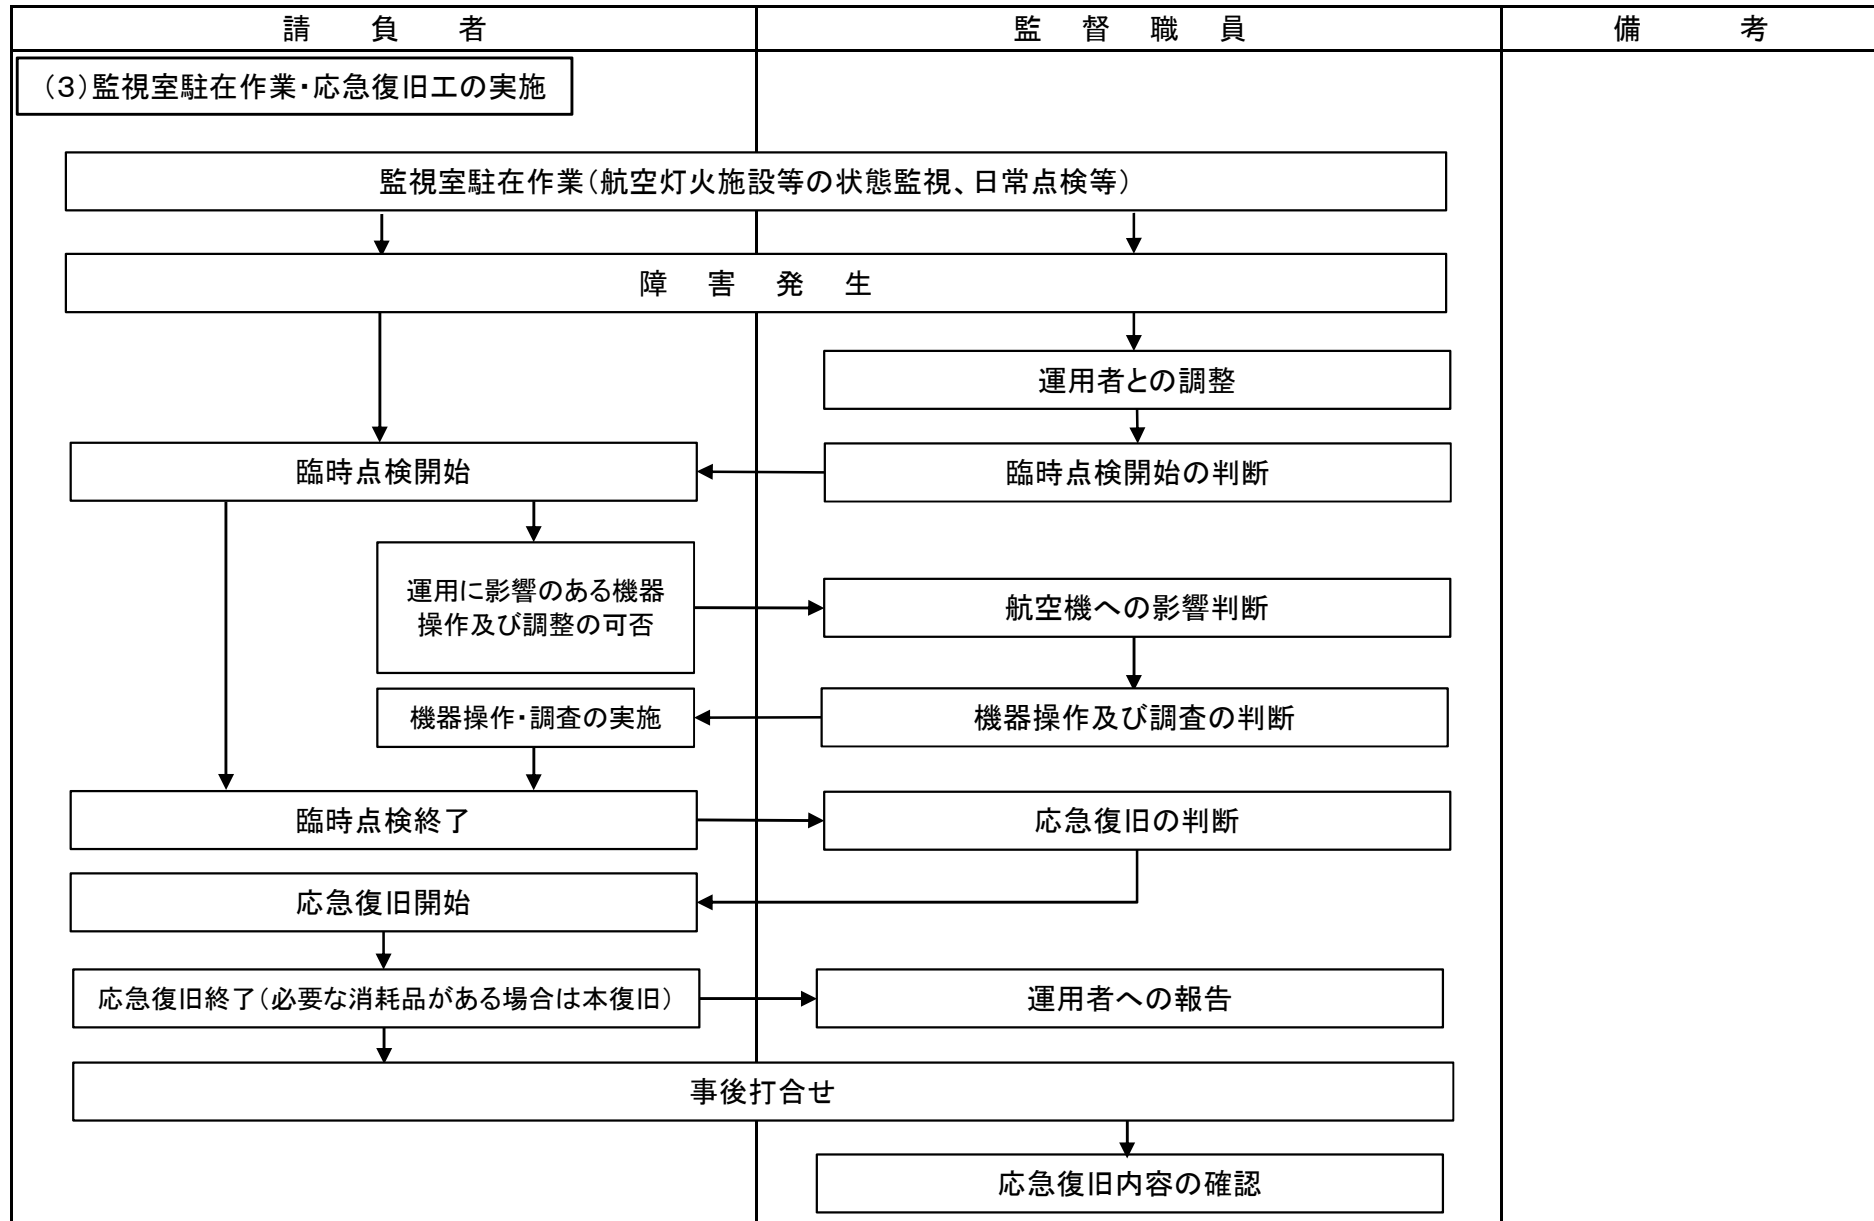 請　負　者
監　督　職　員
備　考
（３）監視室駐在作業・応急復旧工の実施
監視室駐在作業（航空灯火施設等の状態監視、日常点検等）
障　害　発　生
運用者との調整
臨時点検開始
臨時点検開始の判断
運用に影響のある機器
操作及び調整の可否
航空機への影響判断
機器操作・調査の実施
機器操作及び調査の判断
臨時点検終了
応急復旧の判断
応急復旧開始
応急復旧終了（必要な消耗品がある場合は本復旧）
運用者への報告
事後打合せ
応急復旧内容の確認